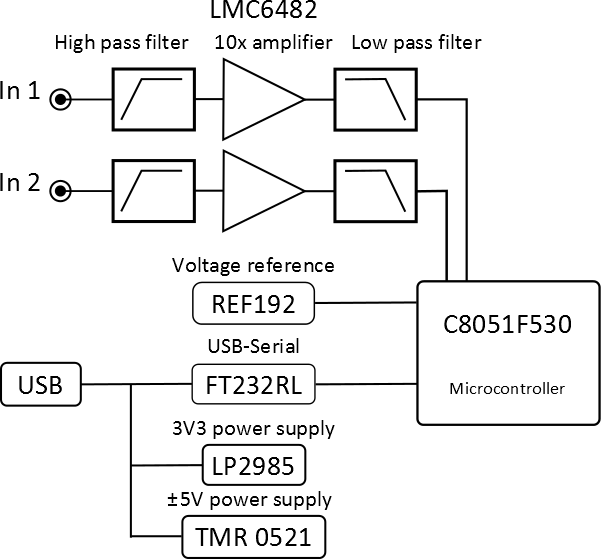 LMC6482
High pass filter 10x amplifier Low pass filter
In 1
In 2
Voltage reference
REF192
C8051F530
Microcontroller
USB-Serial
USB
FT232RL
3V3 power supply
LP2985
±5V power supply
TMR 0521